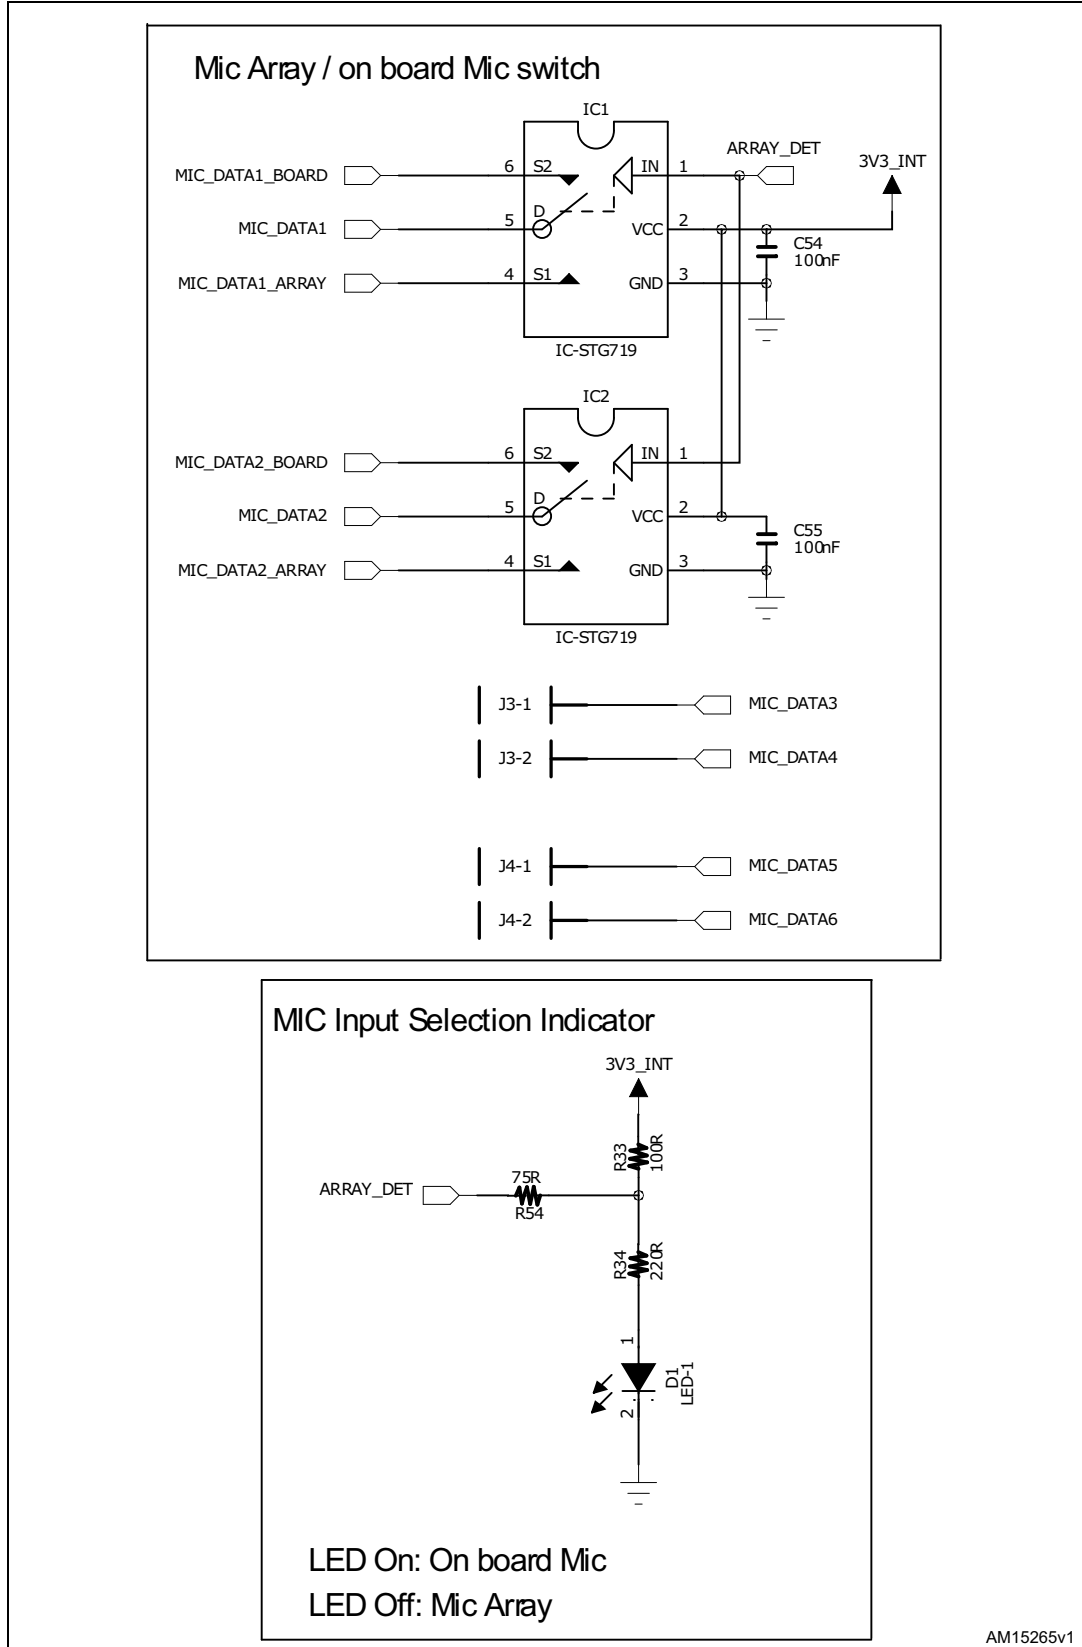 Mic Array / on board Mic switch
IC1
MIC_DATA1_BOARD 6 S2 IN 1 ARRAY_DET 3V3_INT
MIC_DATA1 5 D VCC 2 C54 100nF
MIC_DATA1_ARRAY 4 S1 GND 3
IC-STG719
IC2
MIC_DATA2_BOARD 6 S2 IN 1
MIC_DATA2 5 D VCC 2 C55 100nF
MIC_DATA2_ARRAY 4 S1 GND 3
IC-STG719
J3-1 MIC_DATA3
J3-2 MIC_DATA4
J4-1 MIC_DATA5
J4-2 MIC_DATA6
MIC Input Selection Indicator
3V3_INT
R33 100R
ARRAY_DET 75R R54
R34 220R
1
D1 LED-1
2
LED On: On board Mic
LED Off: Mic Array
AM15265v1